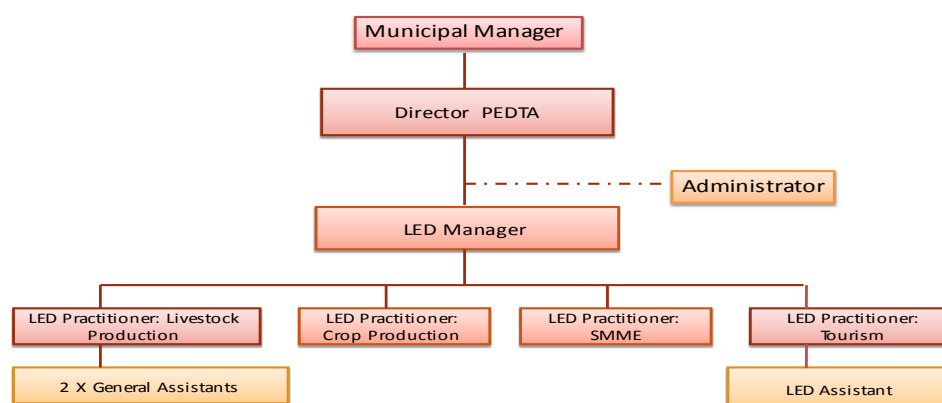 Municipal Manager
Director PEDTA
Administrator
LED Manager
LED Practitioner: Livestock
Production
LED Practitioner:
Crop Production
LED Practitioner:
SMME
LED Practitioner:
Tourism
2 X General Assistants
LED Assistant